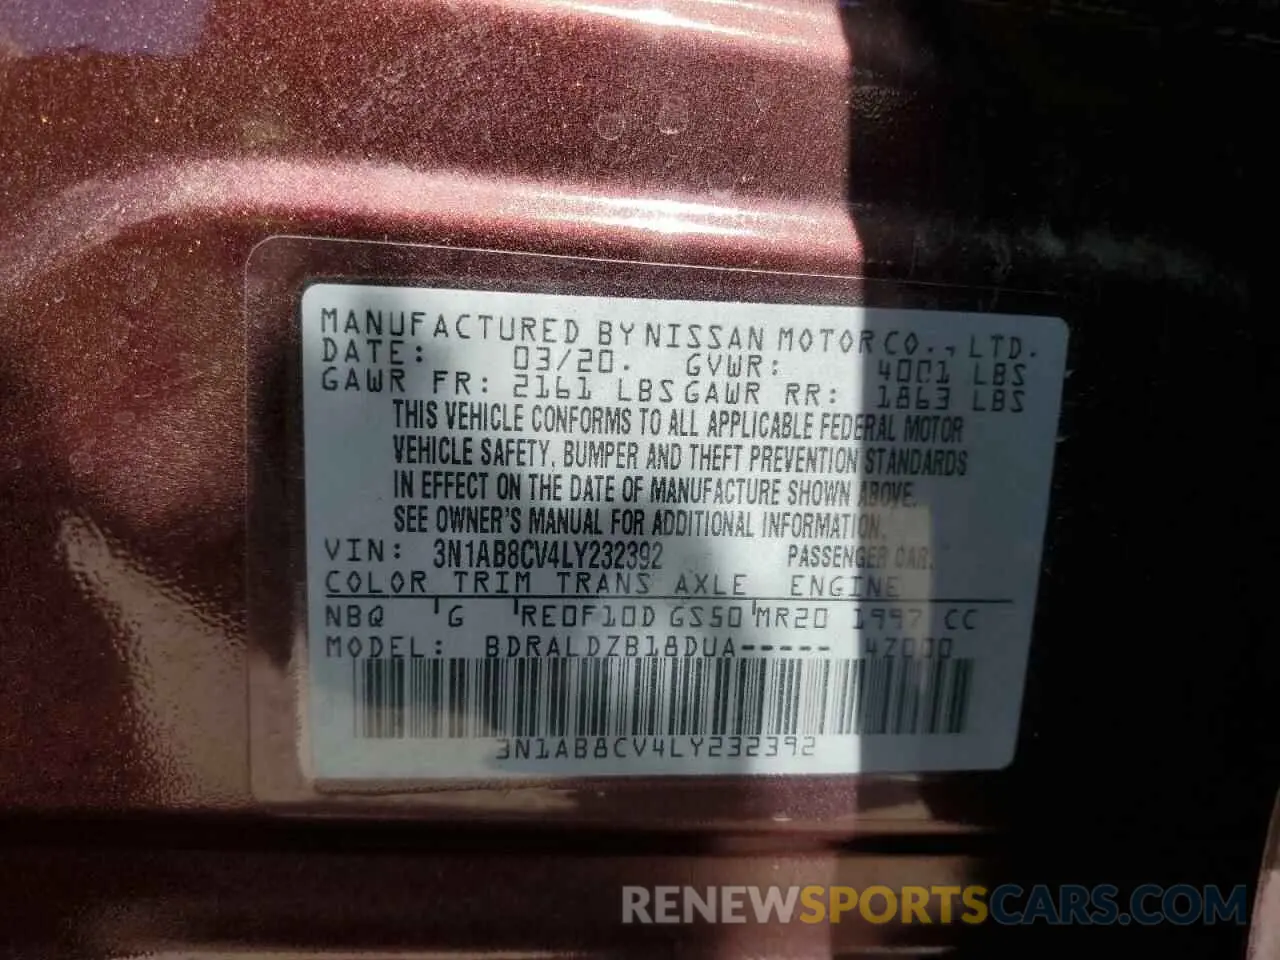 MANUFACTURED BY NISSAN MOTOR CO., LTD.
DATE: 03/20. GVWR: 4001 LBS
GAWR FR: 2161 LBS GAWR RR: 1863 LBS
THIS VEHICLE CONFORMS TO ALL APPLICABLE FEDERAL MOTOR
VEHICLE SAFETY, BUMPER AND THEFT PREVENTION STANDARDS
IN EFFECT ON THE DATE OF MANUFACTURE SHOWN ABOVE.
SEE OWNER'S MANUAL FOR ADDITIONAL INFORMATION.
VIN: 3N1AB8CV4LY232392 PASSENGER CAR.
COLOR TRIM TRANS AXLE ENGINE
NBQ 'G 'RE0F10D GS50'MR20 1997 CC
MODEL: BDRALDZB18DUA----- 4Z000
3N1AB8CV4LY232392
RENEWSPORTSCARS.COM